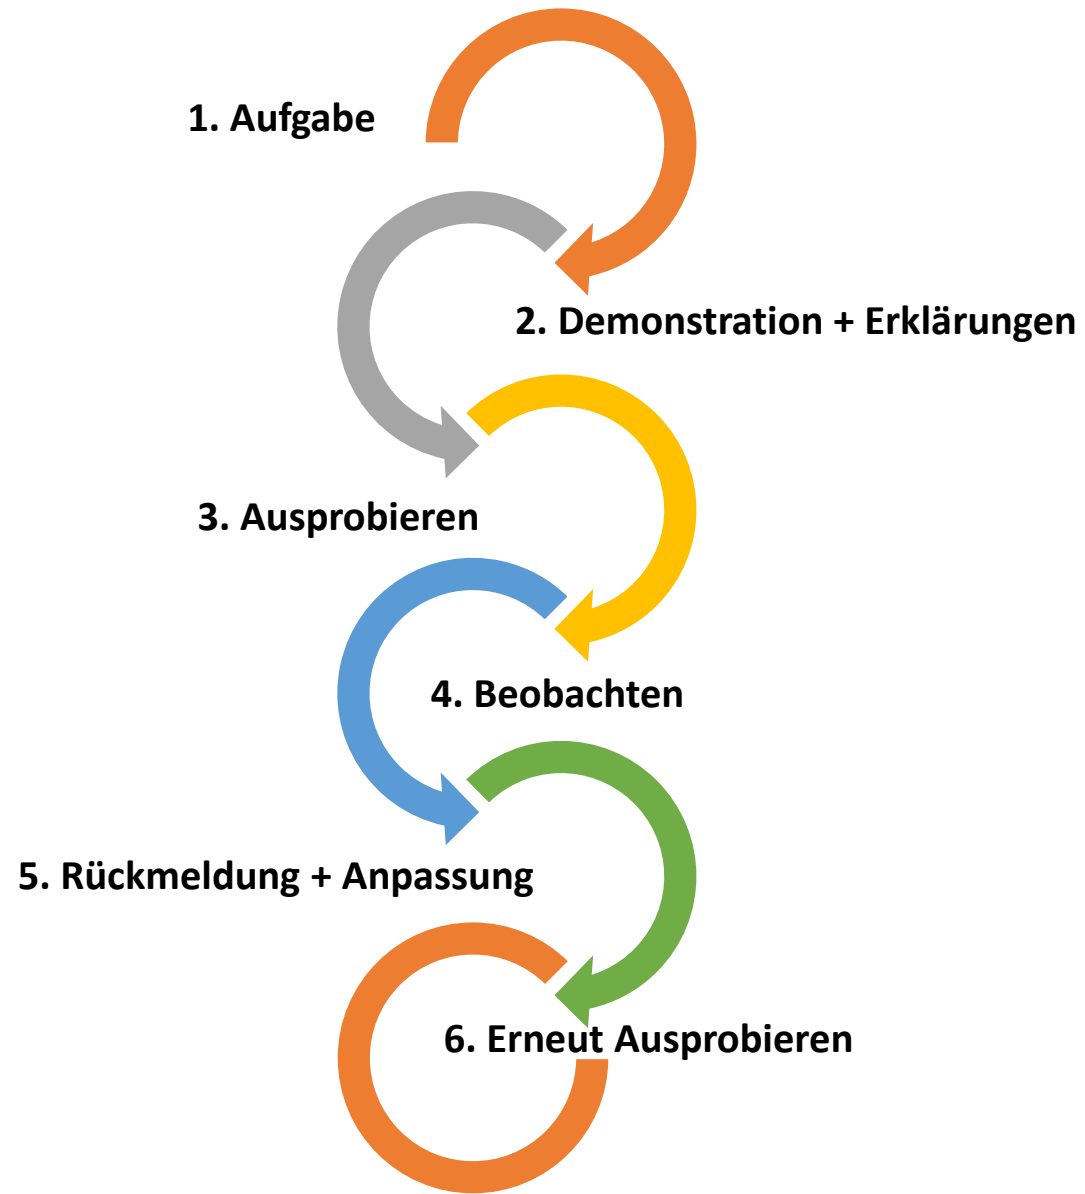 1. Aufgabe
2. Demonstration + Erklärungen
3. Ausprobieren
4. Beobachten
5. Rückmeldung + Anpassung
6. Erneut Ausprobieren